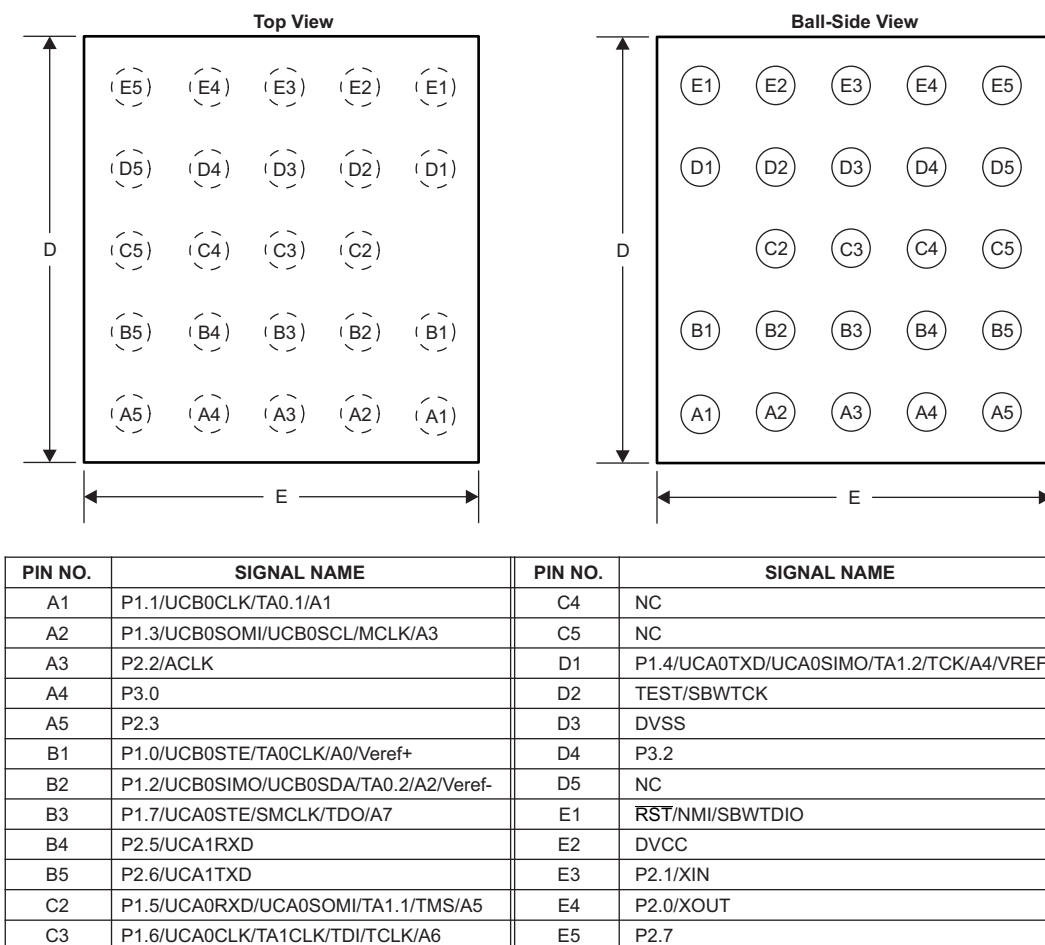 Top View Ball-Side View
E5 E4 E3 E2 E1 E1 E2 E3 E4 E5
D5 D4 D3 D2 D1 D1 D2 D3 D4 D5
D C5 C4 C3 C2 D C2 C3 C4 C5
B5 B4 B3 B2 B1 B1 B2 B3 B4 B5
A5 A4 A3 A2 A1 A1 A2 A3 A4 A5
E E
PIN NO. SIGNAL NAME PIN NO. SIGNAL NAME
A1 P1.1/UCB0CLK/TA0.1/A1 C4 NC
A2 P1.3/UCB0SOMI/UCB0SCL/MCLK/A3 C5 NC
A3 P2.2/ACLK D1 P1.4/UCA0TXD/UCA0SIMO/TA1.2/TCK/A4/VREF
A4 P3.0 D2 TEST/SBWTCK
A5 P2.3 D3 DVSS
B1 P1.0/UCB0STE/TA0CLK/A0/Veref+ D4 P3.2
B2 P1.2/UCB0SIMO/UCB0SDA/TA0.2/A2/Veref- D5 NC
B3 P1.7/UCA0STE/SMCLK/TDO/A7 E1 RST/NMI/SBWTDIO
B4 P2.5/UCA1RXD E2 DVCC
B5 P2.6/UCA1TXD E3 P2.1/XIN
C2 P1.5/UCA0RXD/UCA0SOMI/TA1.1/TMS/A5 E4 P2.0/XOUT
C3 P1.6/UCA0CLK/TA1CLK/TDI/TCLK/A6 E5 P2.7